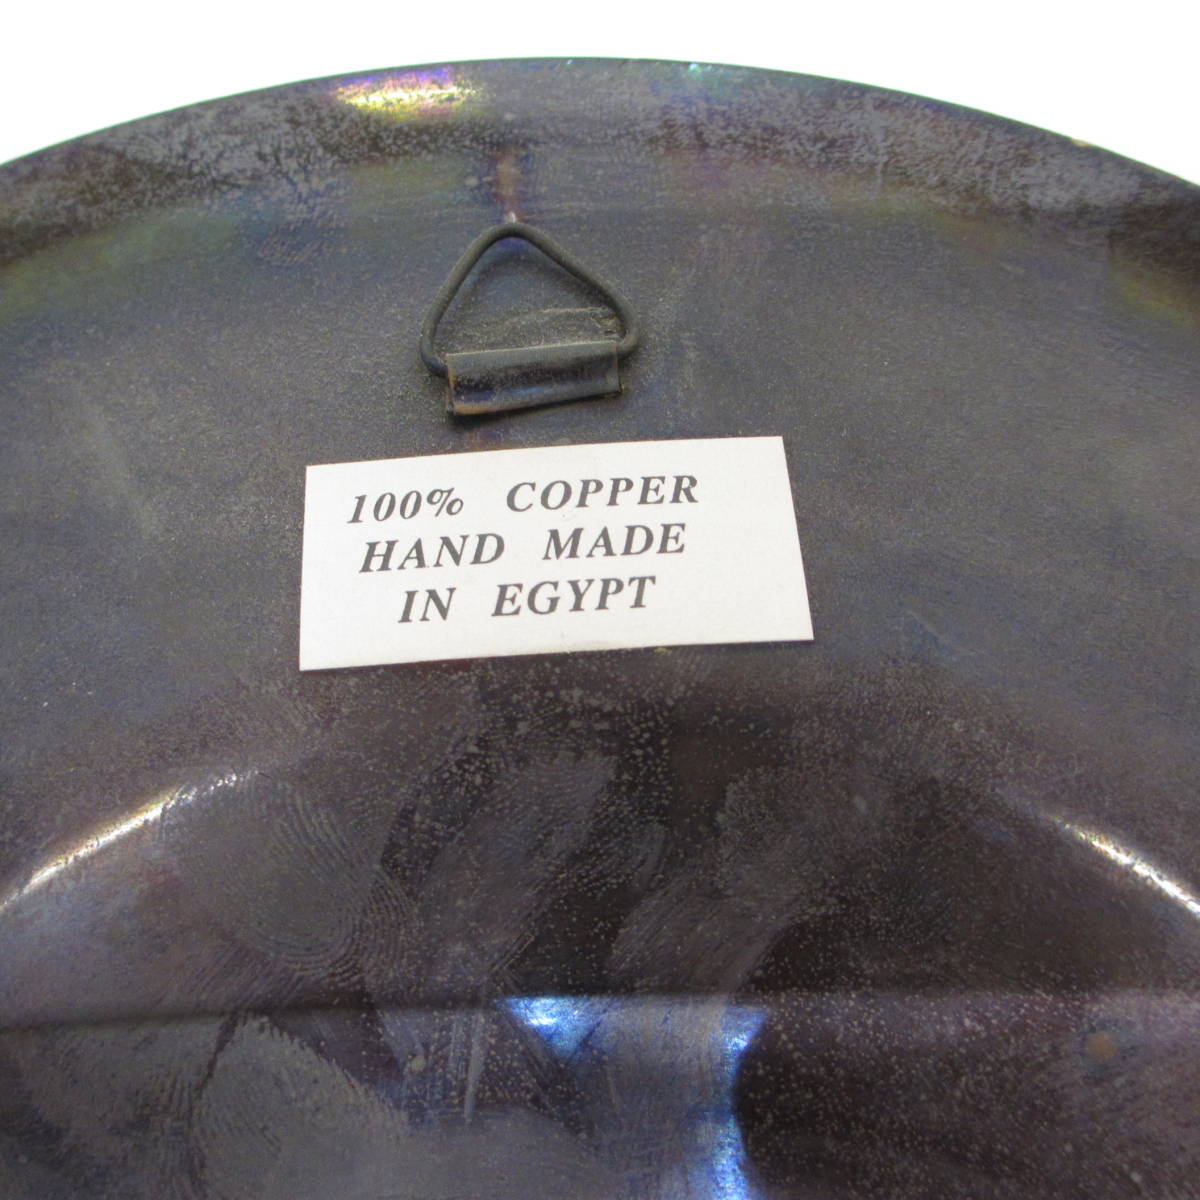 100% COPPER
HAND MADE
IN EGYPT